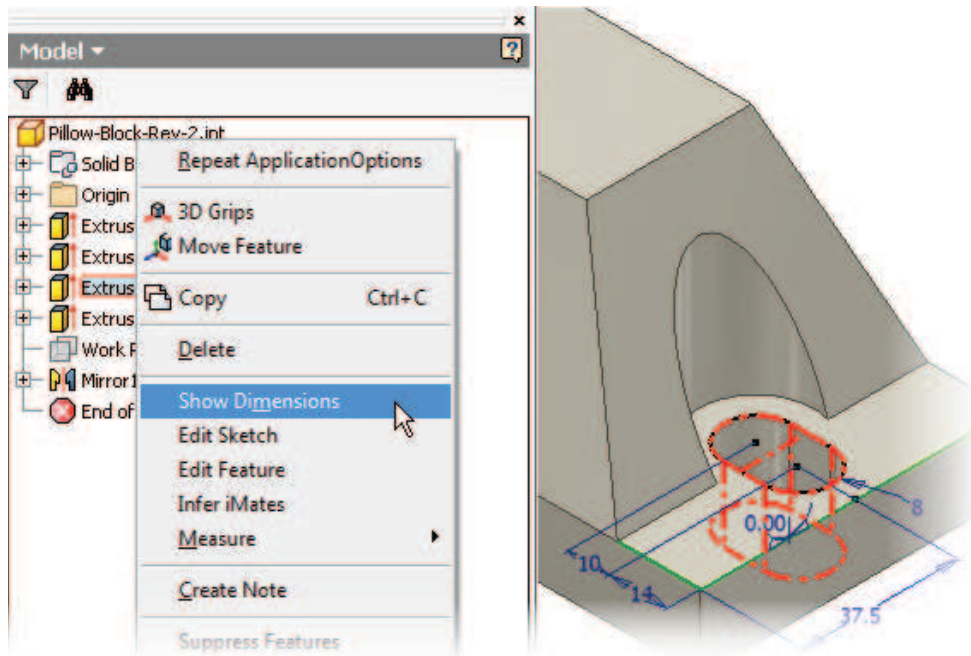 Model
Pillow-Block-Rev-2.ipt
Solid B
Origin
Extrus
Extrus
Extrus
Extrus
Work P
Mirror1
End of
Repeat ApplicationOptions
3D Grips
Move Feature
Copy Ctrl+C
Delete
Show Dimensions
Edit Sketch
Edit Feature
Infer iMates
Measure
Create Note
Suppress Features
8
0.00
10
14
37.5